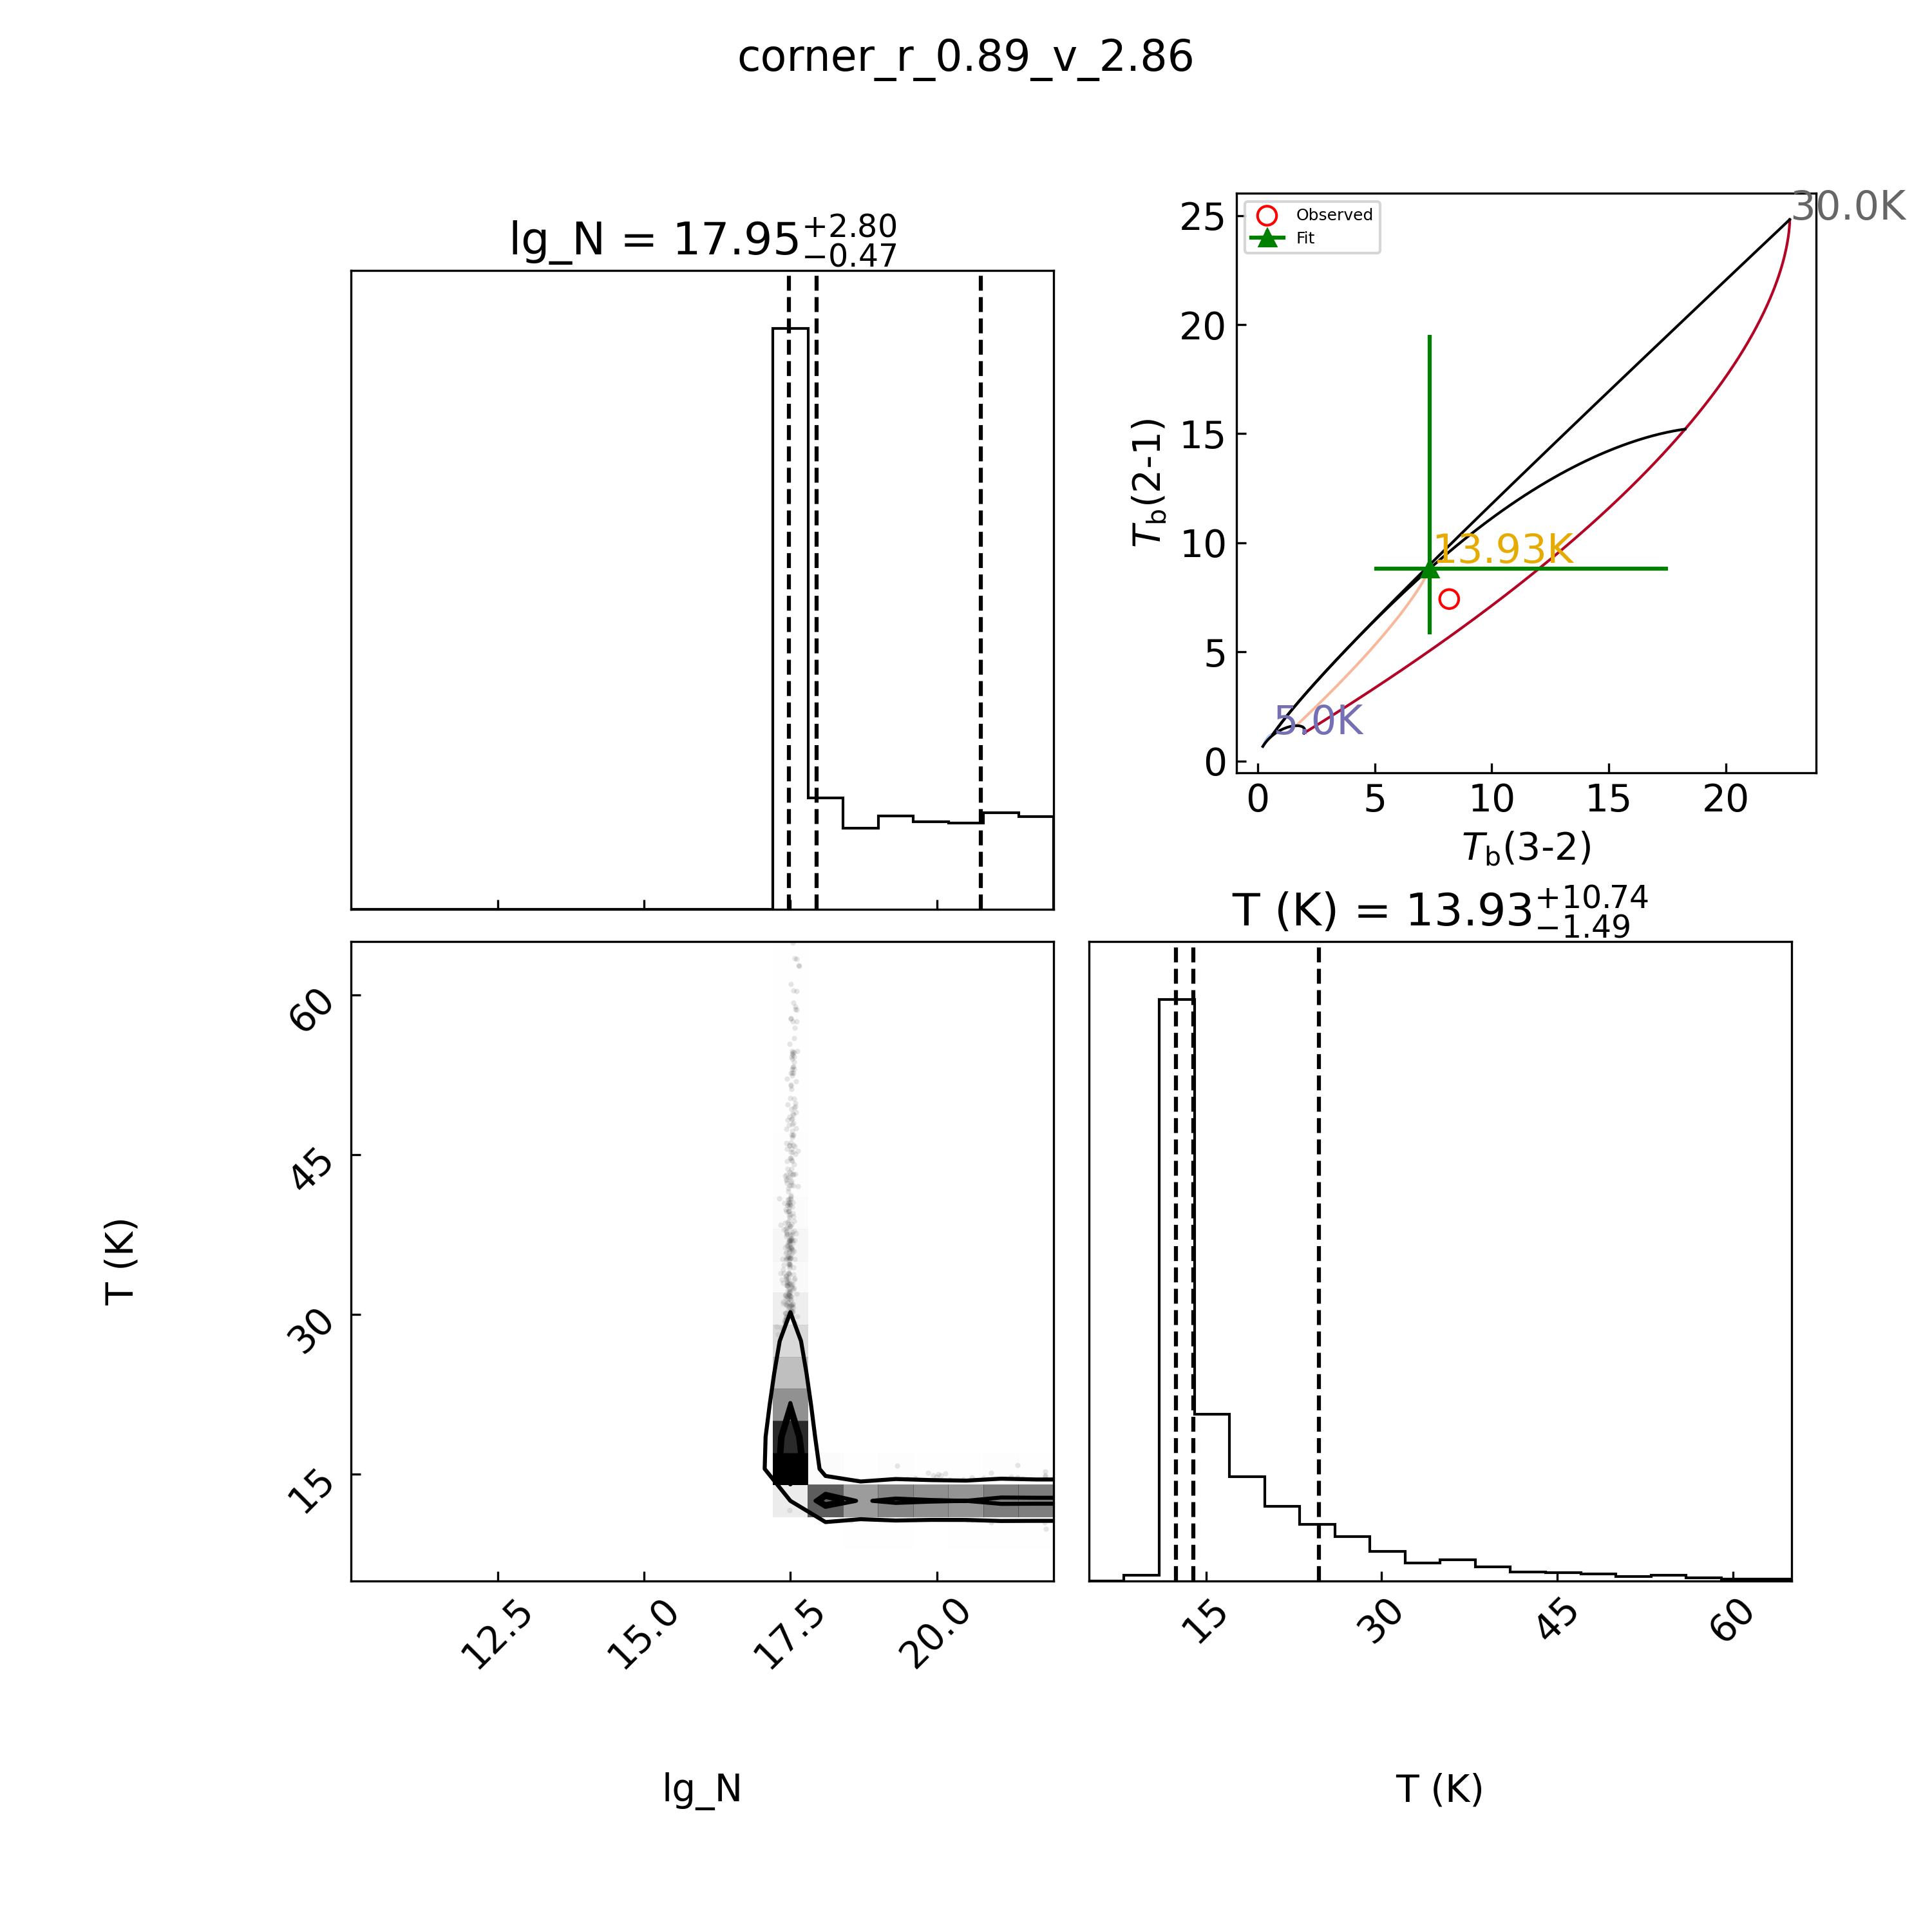 corner_r_0.89_v_2.86
lg_N = 17.95+2.80−0.47
30.0K
Observed
Fit
25
20
15
10
5
0
Tb(2-1)
13.93K
5.0K
0 5 10 15 20
Tb(3-2)
T (K) = 13.93+10.74−1.49
60
45
30
15
T (K)
12.5 15.0 17.5 20.0
15 30 45 60
lg_N
T (K)